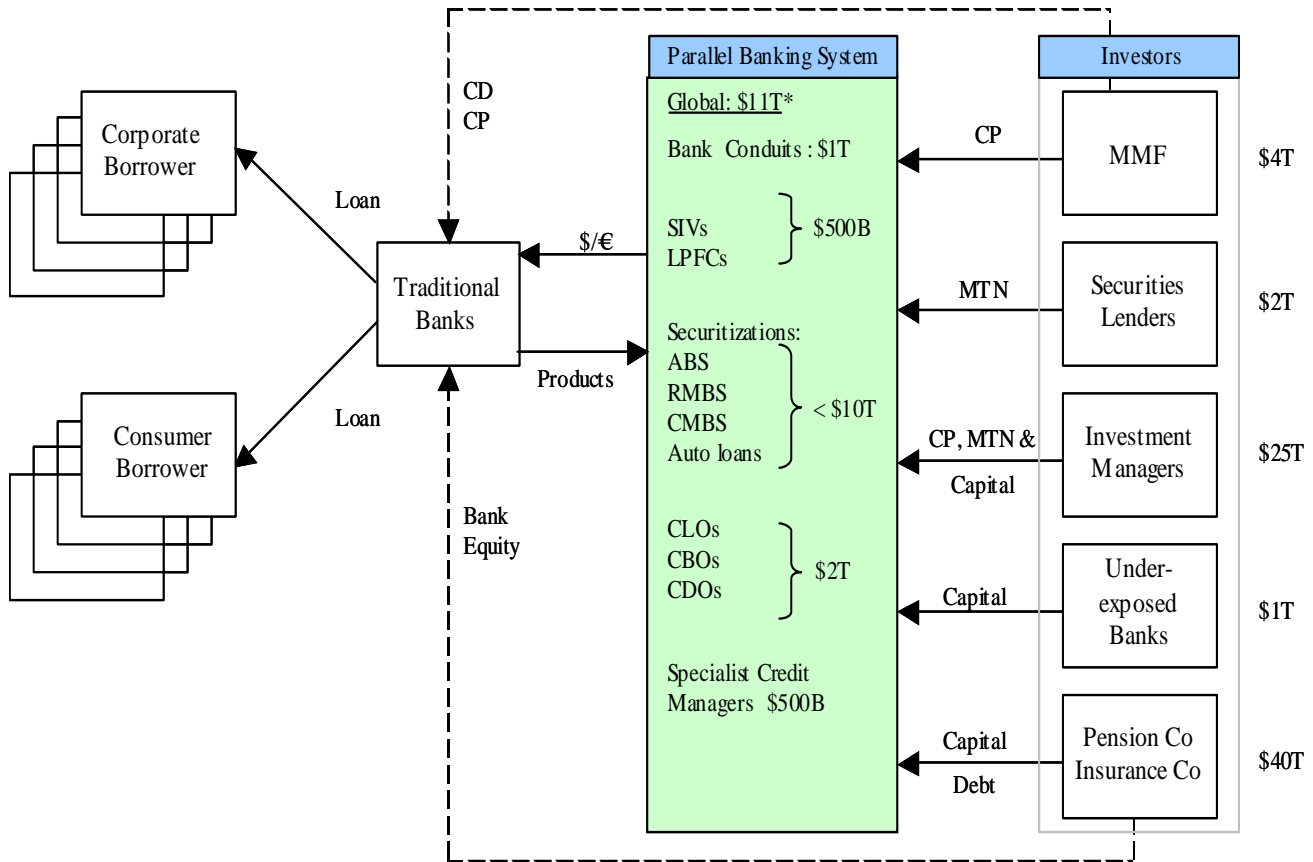 Parallel Banking System
Investors
CD
CP
Global: $11T*
Bank Conduits : $1T
SIVs
LPFCs
$500B
Securitizations:
ABS
RMBS
CMBS
Auto loans
< $10T
CLOs
CBOs
CDOs
$2T
Specialist Credit
Managers $500B
Corporate
Borrower
Loan
Consumer
Borrower
Loan
Traditional
Banks
$/€
Products
Bank
Equity
CP
MMF
$4T
MTN
Securities
Lenders
$2T
CP, MTN &
Capital
Investment
Managers
$25T
Capital
Under-
exposed
Banks
$1T
Capital
Debt
Pension Co
Insurance Co
$40T